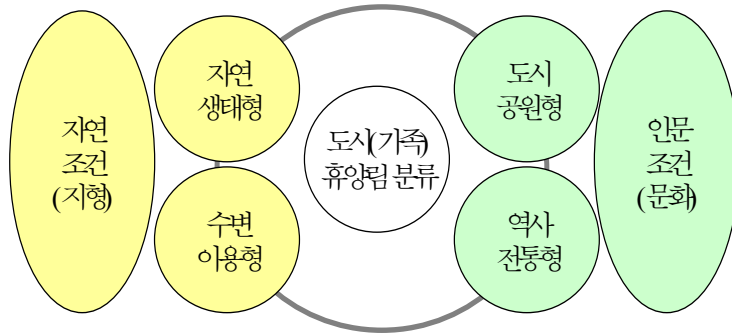 자연
조건
(지형)
자연
생태형
수변
이용형
도시(가족)
휴양림 분류
도시
공원형
역사
전통형
인문
조건
(문화)